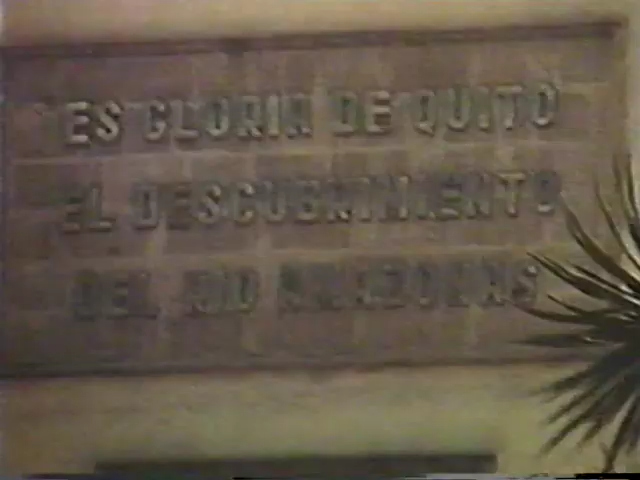 ES GLORIA DE QUITO
EL DESCUBRIMIENTO
DEL RIO AMAZONAS